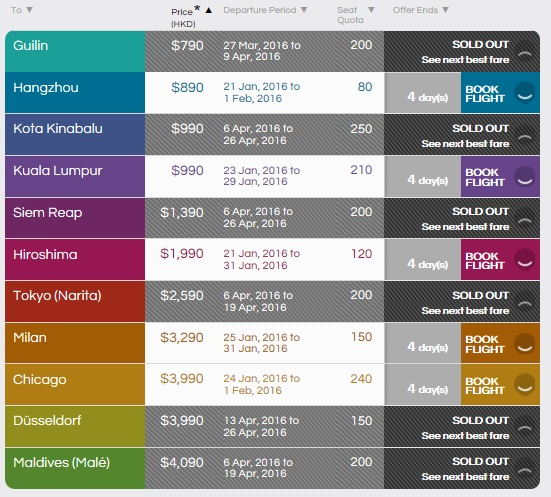 To ▼ Price* ▲ Departure Period ▼ Seat ▼ Offer Ends ▼
(HKD) Quota
Guilin $790 27 Mar, 2016 to 200 SOLD OUT
9 Apr, 2016 See next best fare
Hangzhou $890 21 Jan, 2016 to 80 4 day(s) BOOK
1 Feb, 2016 FLIGHT
Kota Kinabalu $990 6 Apr, 2016 to 250 SOLD OUT
26 Apr, 2016 See next best fare
Kuala Lumpur $990 23 Jan, 2016 to 210 4 day(s) BOOK
29 Jan, 2016 FLIGHT
Siem Reap $1,390 6 Apr, 2016 to 200 SOLD OUT
26 Apr, 2016 See next best fare
Hiroshima $1,990 21 Jan, 2016 to 120 4 day(s) BOOK
31 Jan, 2016 FLIGHT
Tokyo (Narita) $2,590 6 Apr, 2016 to 200 SOLD OUT
19 Apr, 2016 See next best fare
Milan $3,290 25 Jan, 2016 to 150 4 day(s) BOOK
31 Jan, 2016 FLIGHT
Chicago $3,990 24 Jan, 2016 to 240 4 day(s) BOOK
1 Feb, 2016 FLIGHT
Düsseldorf $3,990 13 Apr, 2016 to 150 SOLD OUT
26 Apr, 2016 See next best fare
Maldives (Malé) $4,090 6 Apr, 2016 to 200 SOLD OUT
19 Apr, 2016 See next best fare